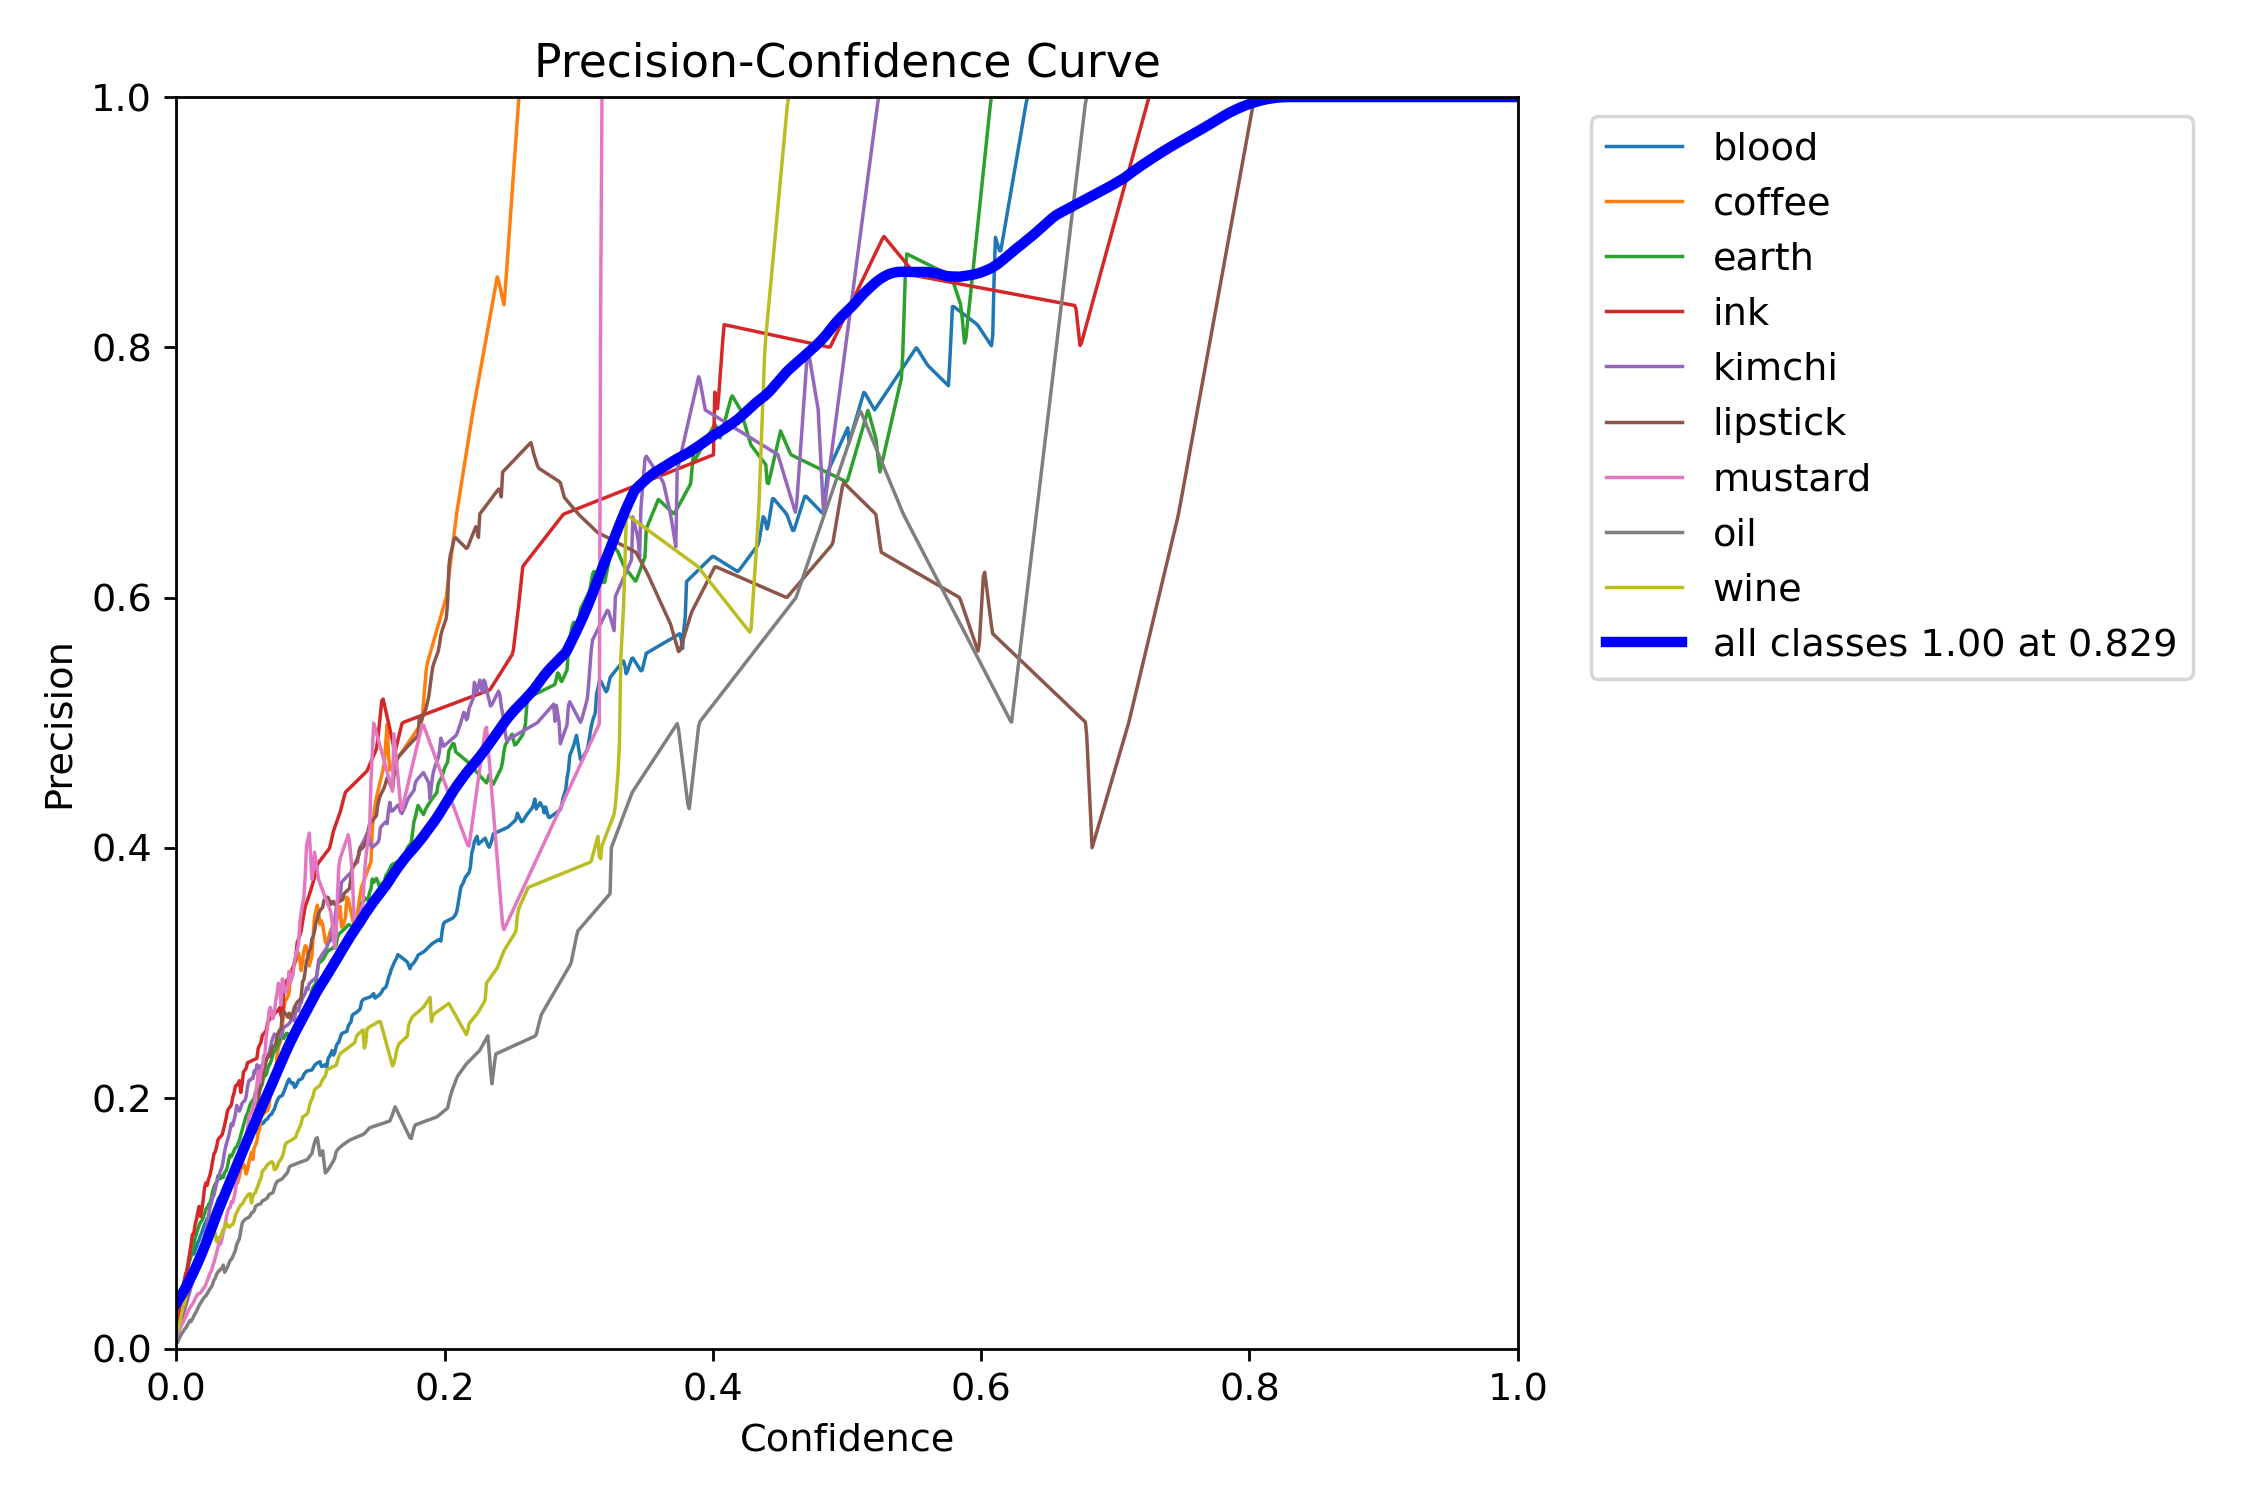 Precision-Confidence Curve
1.0
0.8
0.6
0.4
0.2
0.0
Precision
0.0 0.2 0.4 0.6 0.8 1.0
Confidence
blood
coffee
earth
ink
kimchi
lipstick
mustard
oil
wine
all classes 1.00 at 0.829